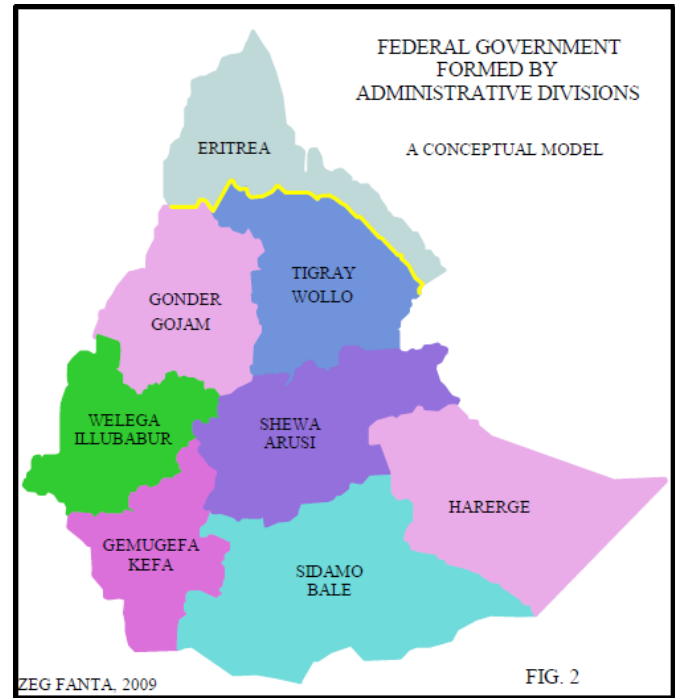 FEDERAL GOVERNMENT
FORMED BY
ADMINISTRATIVE DIVISIONS
A CONCEPTUAL MODEL
ERITREA
TIGRAY
WOLLO
GONDER
GOJAM
WELEGA
ILLUBABUR
SHEWA
ARUSI
HARERGE
GEMUGEFA
KEFA
SIDAMO
BALE
ZEG FANTA, 2009
FIG. 2